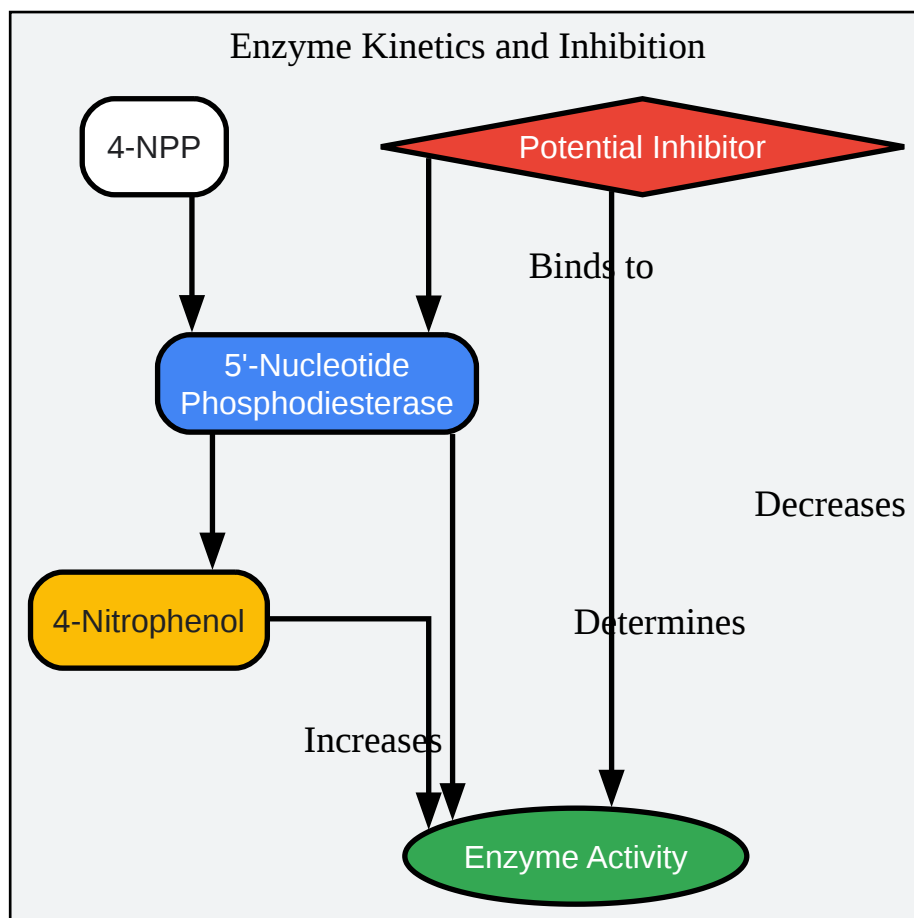 Enzyme Kinetics and Inhibition
4-NPP
Potential Inhibitor
Binds to
5'-Nucleotide
Phosphodiesterase
Decreases
4-Nitrophenol
Determines
Increases
Enzyme Activity